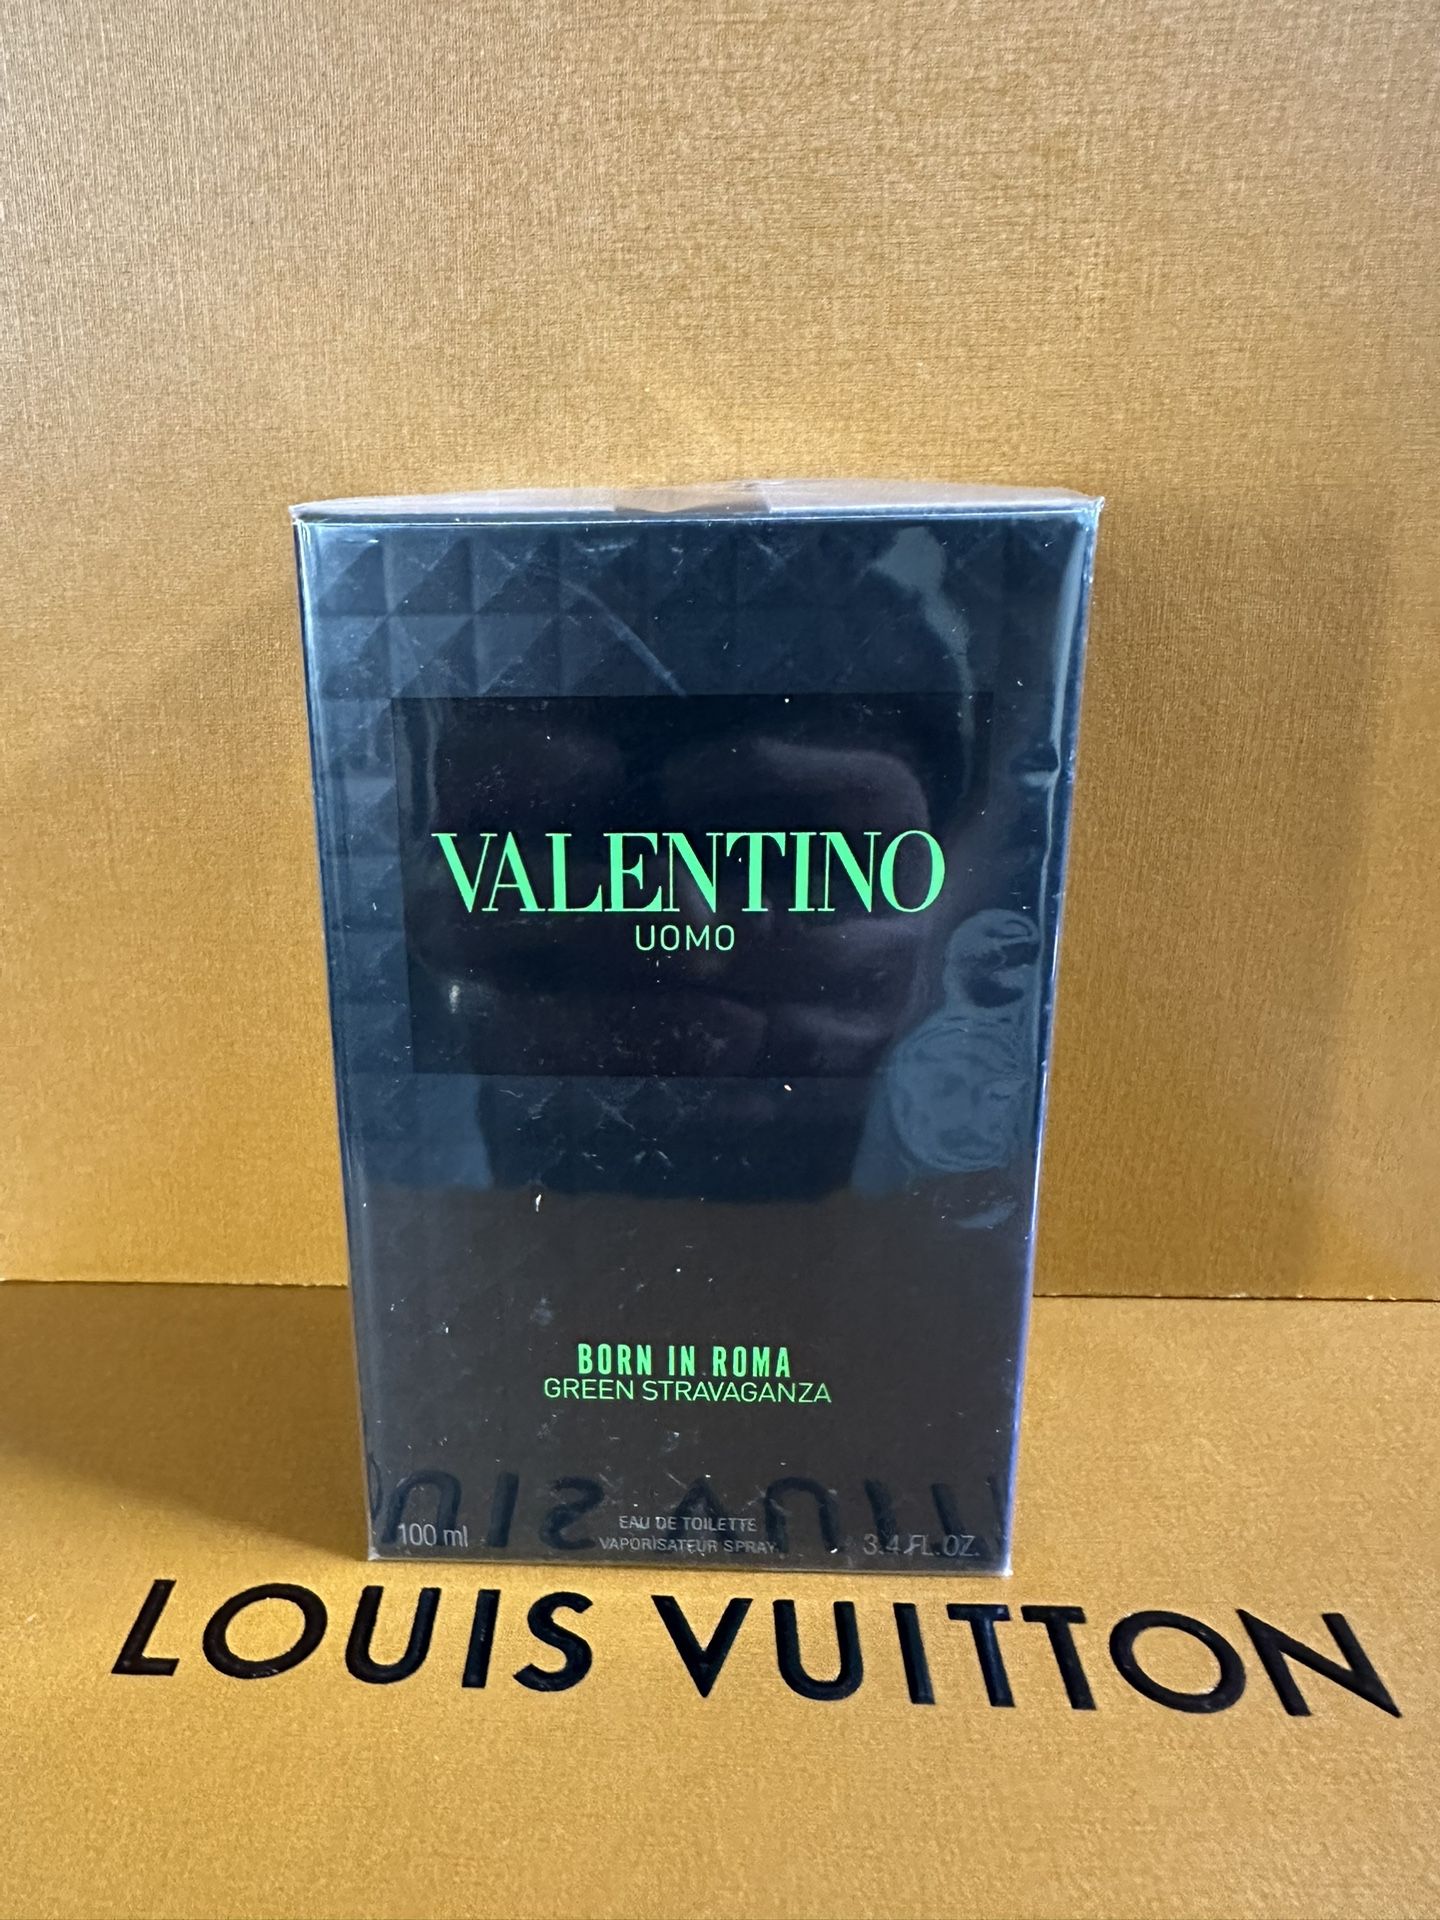 VALENTINO
UOMO
BORN IN ROMA
GREEN STRAVAGANZA
EAU DE TOILETTE
100 ml VAPORISATEUR SPRAY 3.4 FL.OZ.
LOUIS VUITTON